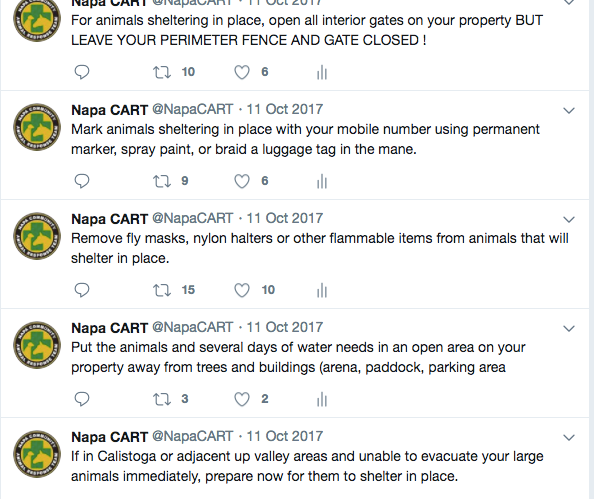 Napa CART @NapaCART · 11 Oct 2017
For animals sheltering in place, open all interior gates on your property BUT
LEAVE YOUR PERIMETER FENCE AND GATE CLOSED !
10 6
Napa CART @NapaCART · 11 Oct 2017
Mark animals sheltering in place with your mobile number using permanent
marker, spray paint, or braid a luggage tag in the mane.
9 6
Napa CART @NapaCART · 11 Oct 2017
Remove fly masks, nylon halters or other flammable items from animals that will
shelter in place.
15 10
Napa CART @NapaCART · 11 Oct 2017
Put the animals and several days of water needs in an open area on your
property away from trees and buildings (arena, paddock, parking area
3 2
Napa CART @NapaCART · 11 Oct 2017
If in Calistoga or adjacent up valley areas and unable to evacuate your large
animals immediately, prepare now for them to shelter in place.